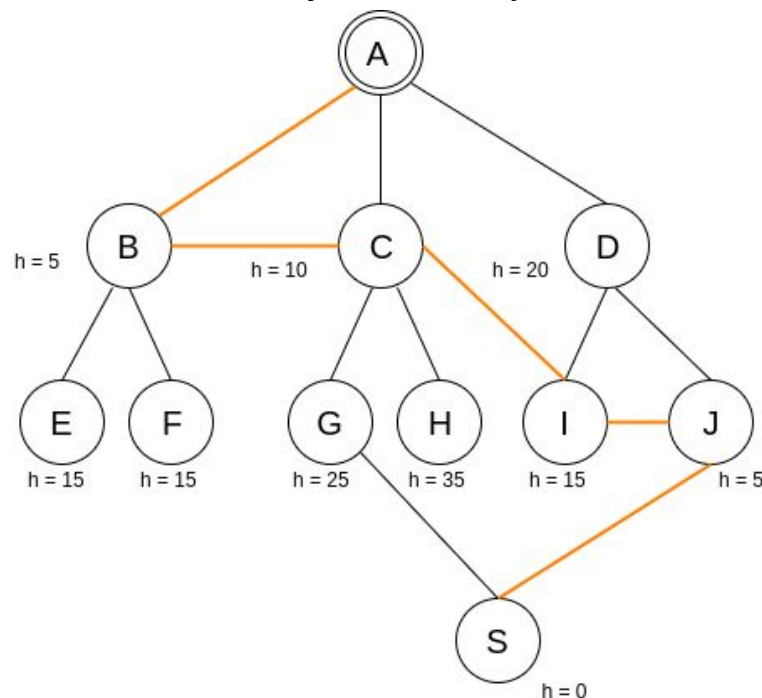 A
B
C
D
h = 5
h = 10
h = 20
E
F
G
H
I
J
h = 15
h = 15
h = 25
h = 35
h = 15
h = 5
S
h = 0